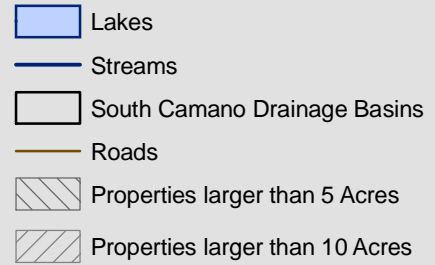 Lakes
Streams
South Camano Drainage Basins
Roads
Properties larger than 5 Acres
Properties larger than 10 Acres